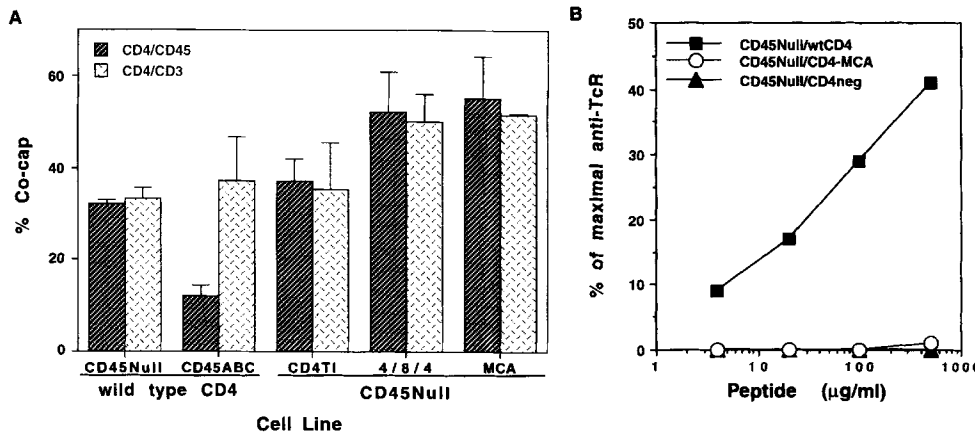 A
CD4/CD45
CD4/CD3
% Co-cap
60
40
20
0
CD45Null CD45ABC CD4TI 4/8/4 MCA
wild type CD4 CD45Null
Cell Line
B
% of maximal anti-TcR
50
40
30
20
10
0
CD45Null/wtCD4
CD45Null/CD4-MCA
CD45Null/CD4neg
1 10 100 1000
Peptide (µg/ml)